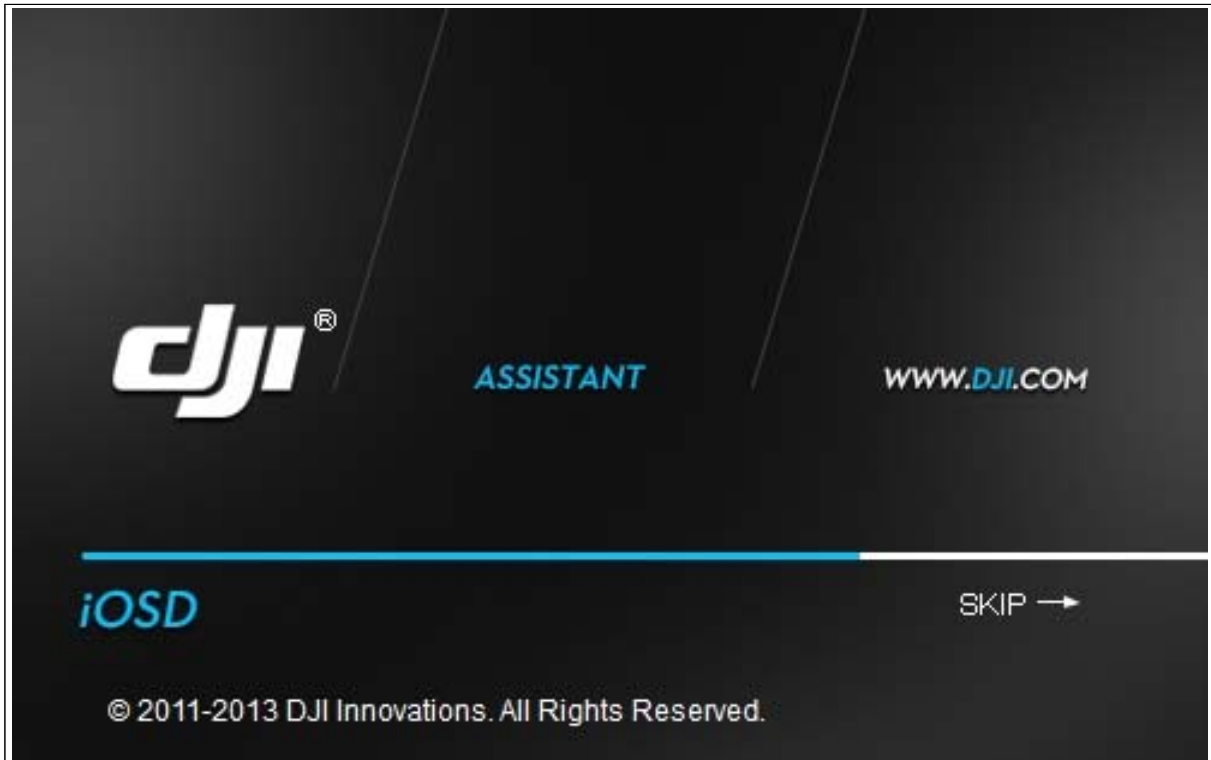 dji®
ASSISTANT
WWW.DJI.COM
iOSD
SKIP →
© 2011-2013 DJI Innovations. All Rights Reserved.